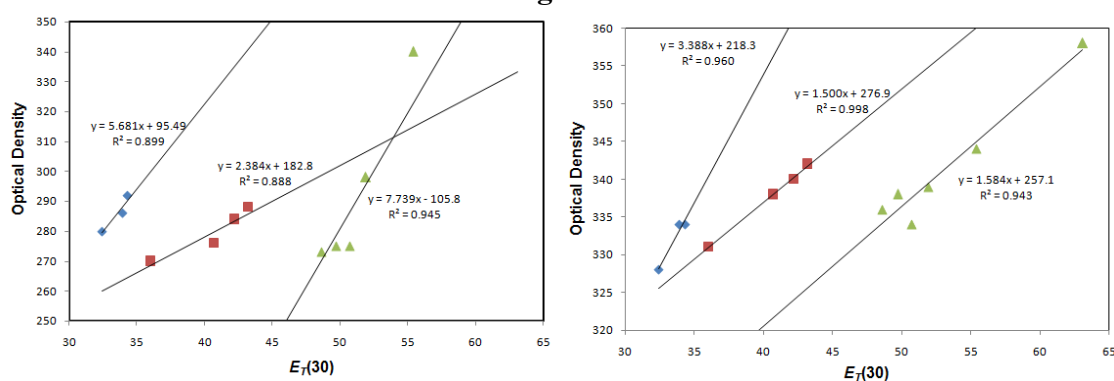 g
350
340
330
320
310
300
290
280
270
260
250
Optical Density
y = 5.681x + 95.49
R² = 0.899
y = 2.384x + 182.8
R² = 0.888
y = 7.739x - 105.8
R² = 0.945
30 35 40 45 50 55 60 65
E_T(30)
360
355
350
345
340
335
330
325
320
Optical Density
y = 3.388x + 218.3
R² = 0.960
y = 1.500x + 276.9
R² = 0.998
y = 1.584x + 257.1
R² = 0.943
30 35 40 45 50 55 60 65
E_T(30)